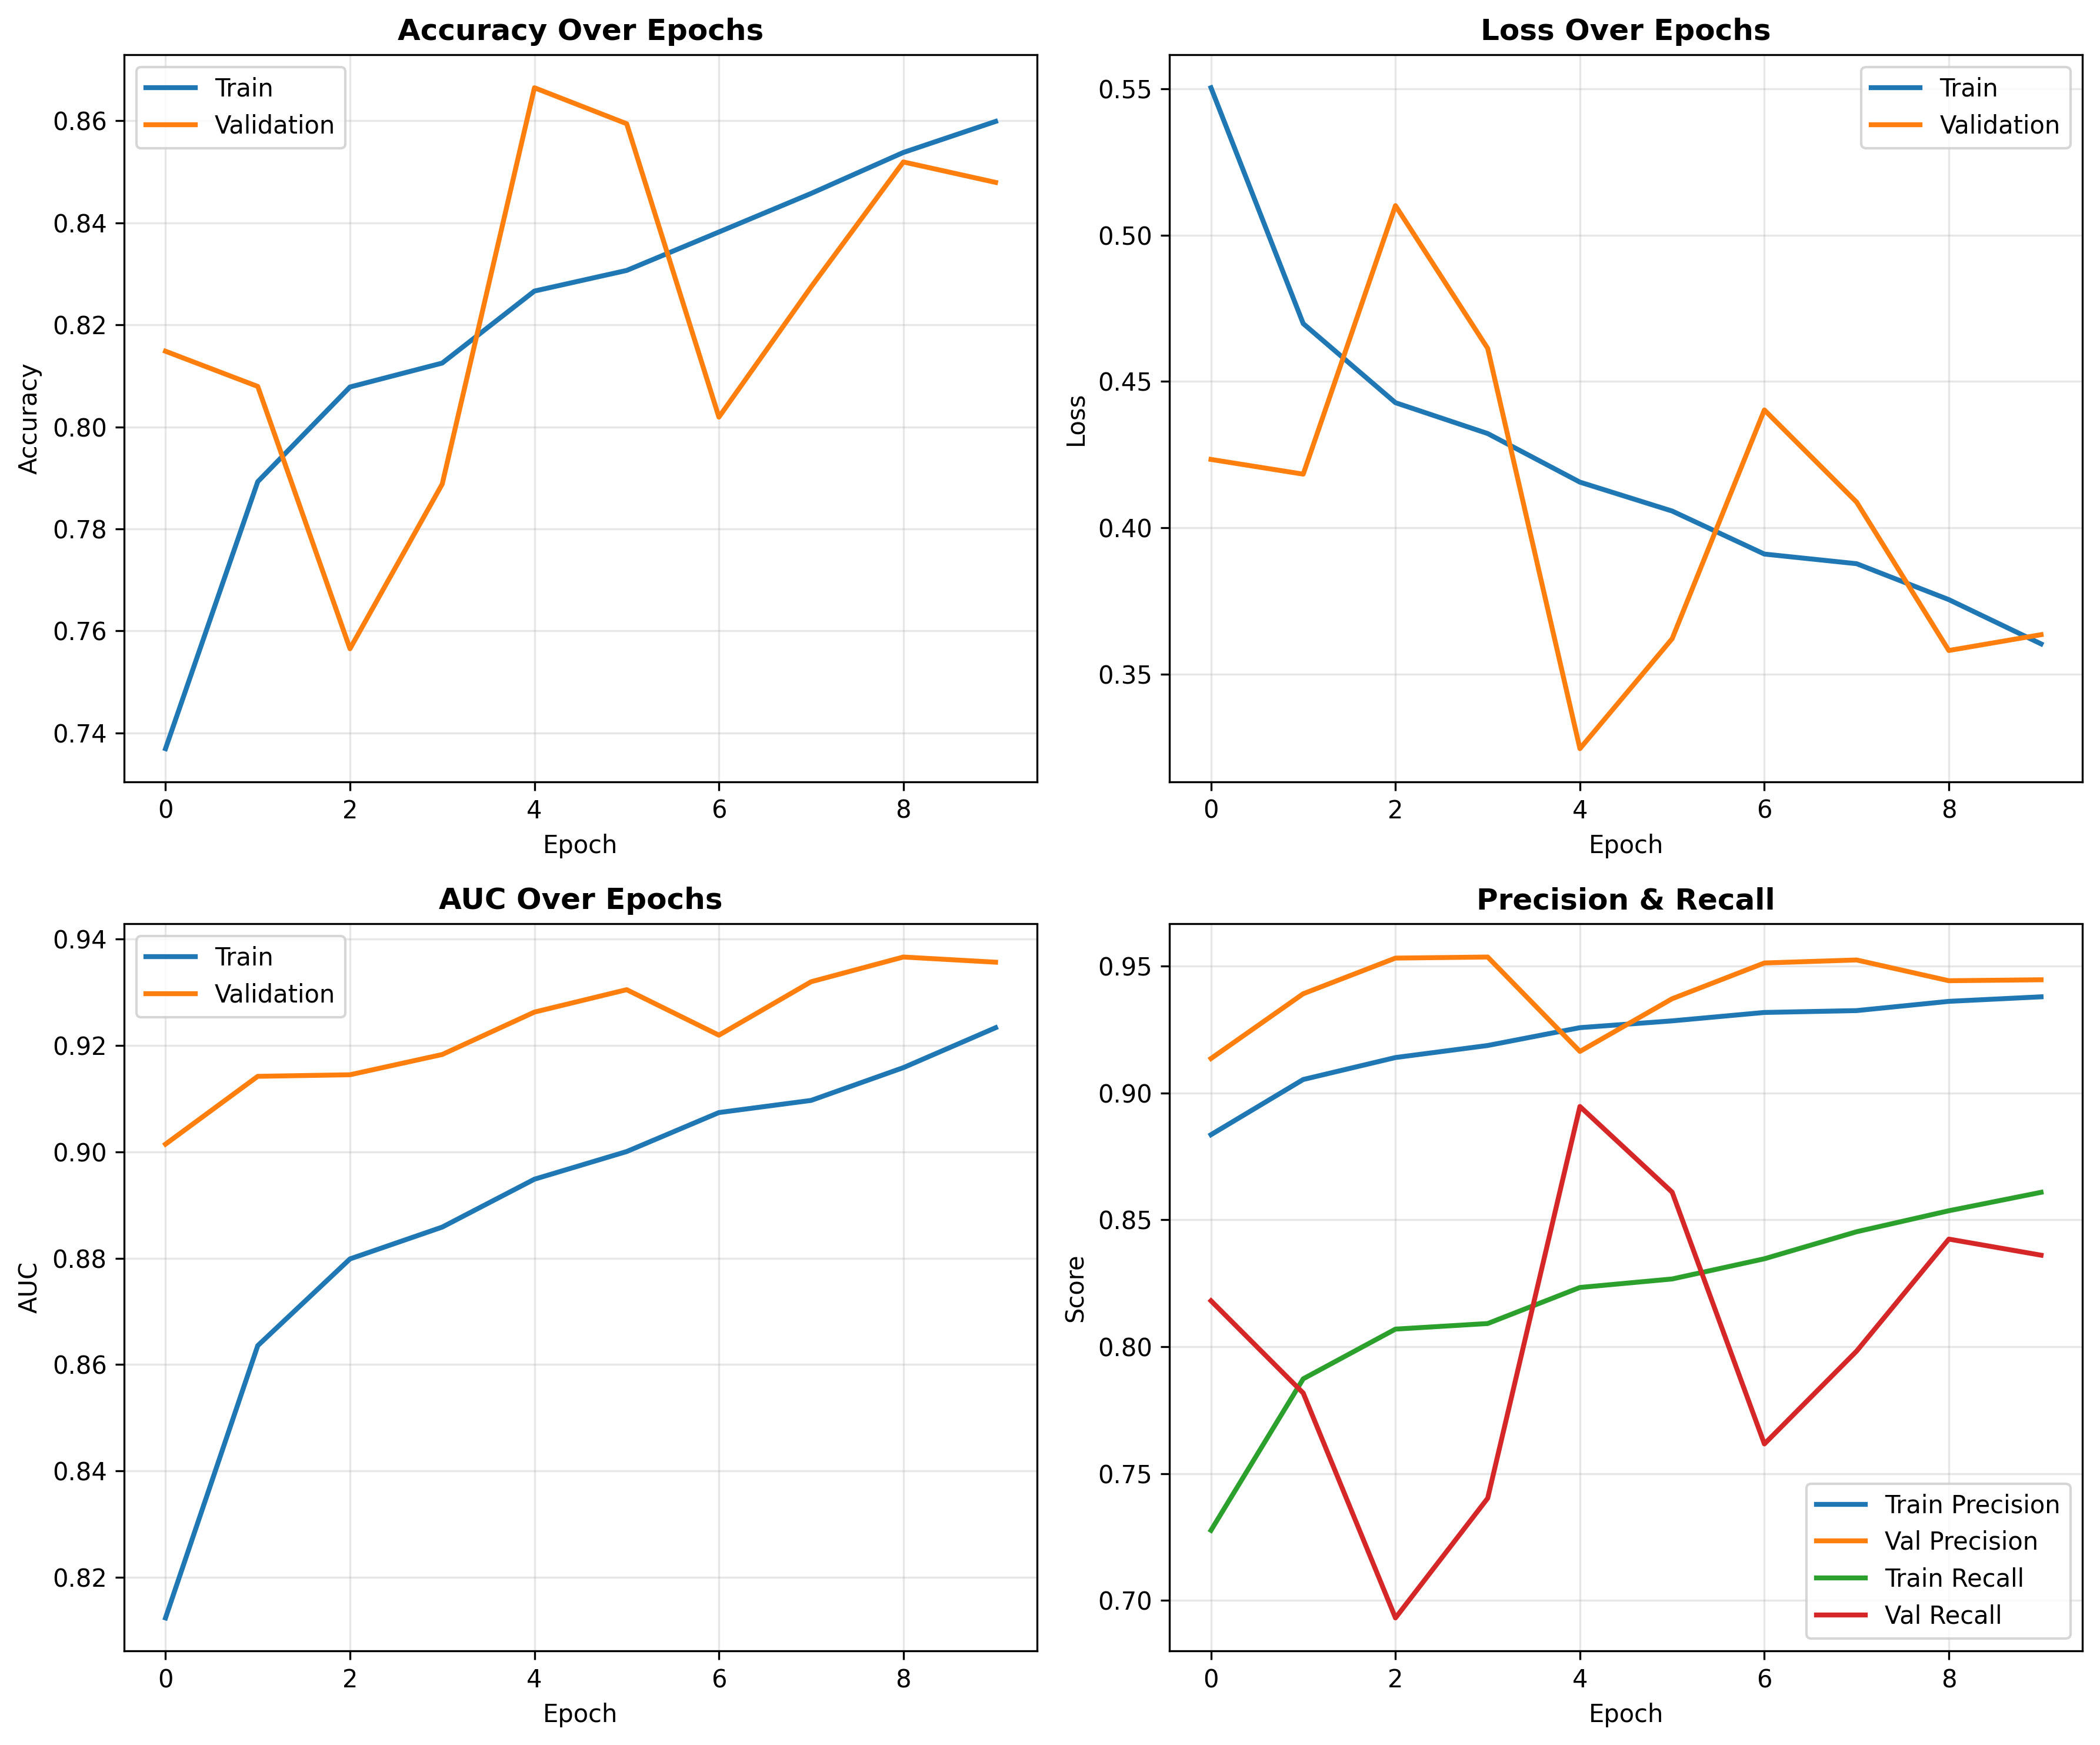 Accuracy Over Epochs
Train
Validation
0.86
0.84
0.82
0.80
0.78
0.76
0.74
Accuracy
0 2 4 6 8
Epoch
Loss Over Epochs
Train
Validation
0.55
0.50
0.45
0.40
0.35
Loss
0 2 4 6 8
Epoch
AUC Over Epochs
Train
Validation
0.94
0.92
0.90
0.88
0.86
0.84
0.82
AUC
0 2 4 6 8
Epoch
Precision & Recall
0.95
0.90
0.85
0.80
0.75
0.70
Score
Train Precision
Val Precision
Train Recall
Val Recall
0 2 4 6 8
Epoch